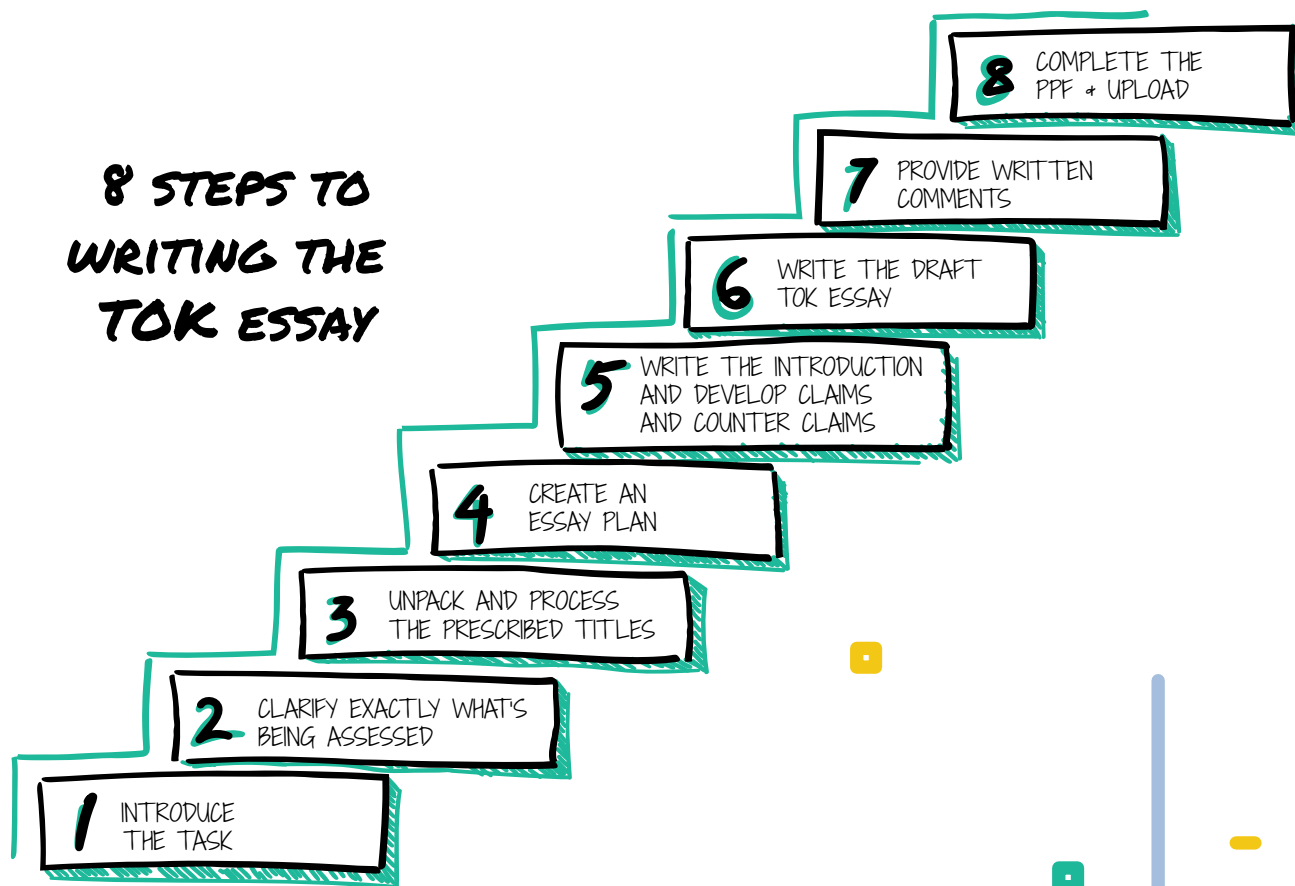 8 STEPS TO
WRITING THE
TOK ESSAY
8 COMPLETE THE
PPF & UPLOAD
7 PROVIDE WRITTEN
COMMENTS
6 WRITE THE DRAFT
TOK ESSAY
5 WRITE THE INTRODUCTION
AND DEVELOP CLAIMS
AND COUNTER CLAIMS
4 CREATE AN
ESSAY PLAN
3 UNPACK AND PROCESS
THE PRESCRIBED TITLES
2 CLARIFY EXACTLY WHAT'S
BEING ASSESSED
1 INTRODUCE
THE TASK